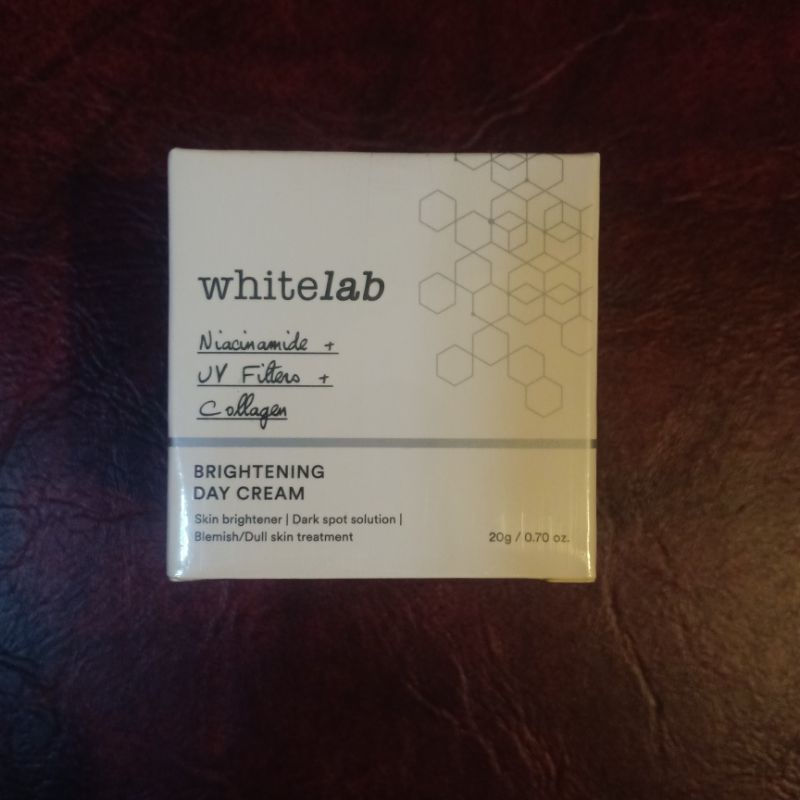 whitelab
Niacinamide +
UV Filters +
Collagen
BRIGHTENING
DAY CREAM
Skin brightener | Dark spot solution |
Blemish/Dull skin treatment
20g / 0.70 oz.